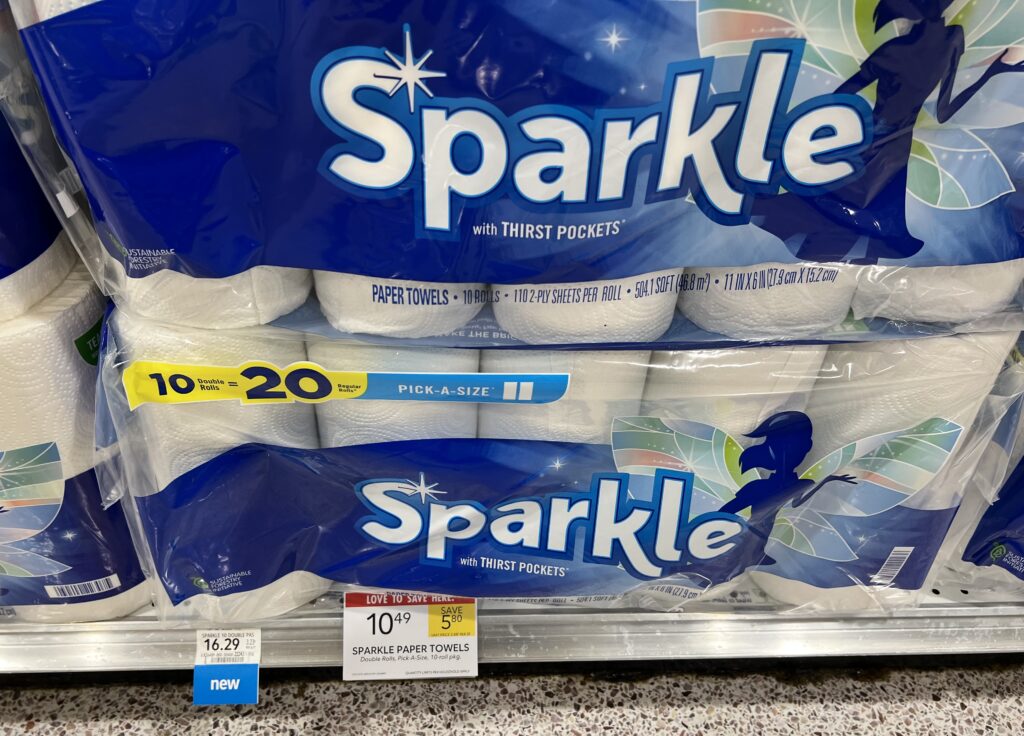 Sparkle
with THIRST POCKETS
SUSTAINABLE
FORESTRY
INITIATIVE
PAPER TOWELS • 10 ROLLS • 110 2-PLY SHEETS PER ROLL • 504.1 SQ FT (46.8 m²) • 11 IN X 6 IN (27.9 cm X 15.2 cm)
10 Double Rolls = 20 Regular Rolls*
PICK-A-SIZE
Sparkle
with THIRST POCKETS
SUSTAINABLE
FORESTRY
INITIATIVE
LOVE TO SAVE HERE.
10 49
SAVE
5.80
SPARKLE PAPER TOWELS
Double Rolls, Pick-A-Size, 10-roll pkg.
SPARKLE 10 DOUBLE PAS
16.29
new